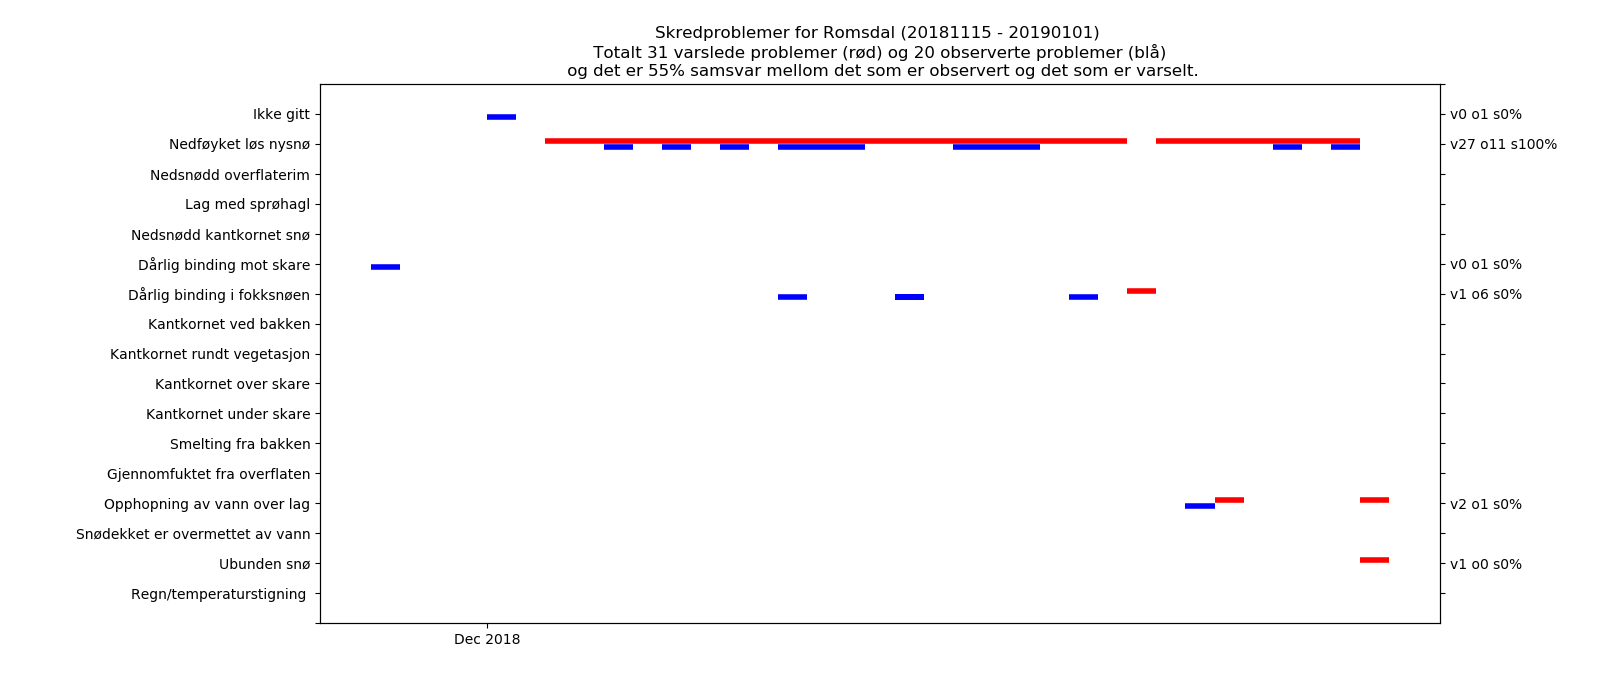 Skredproblemer for Romsdal (20181115 - 20190101)
Totalt 31 varslede problemer (rød) og 20 observerte problemer (blå)
og det er 55% samsvar mellom det som er observert og det som er varselt.
Ikke gitt
v0 o1 s0%
Nedføyket løs nysnø
v27 o11 s100%
Nedsnødd overflaterim
Lag med sprøhagl
Nedsnødd kantkornet snø
Dårlig binding mot skare
v0 o1 s0%
Dårlig binding i fokksnøen
v1 o6 s0%
Kantkornet ved bakken
Kantkornet rundt vegetasjon
Kantkornet over skare
Kantkornet under skare
Smelting fra bakken
Gjennomfuktet fra overflaten
Opphopning av vann over lag
v2 o1 s0%
Snødekket er overmettet av vann
Ubunden snø
v1 o0 s0%
Regn/temperaturstigning
Dec 2018